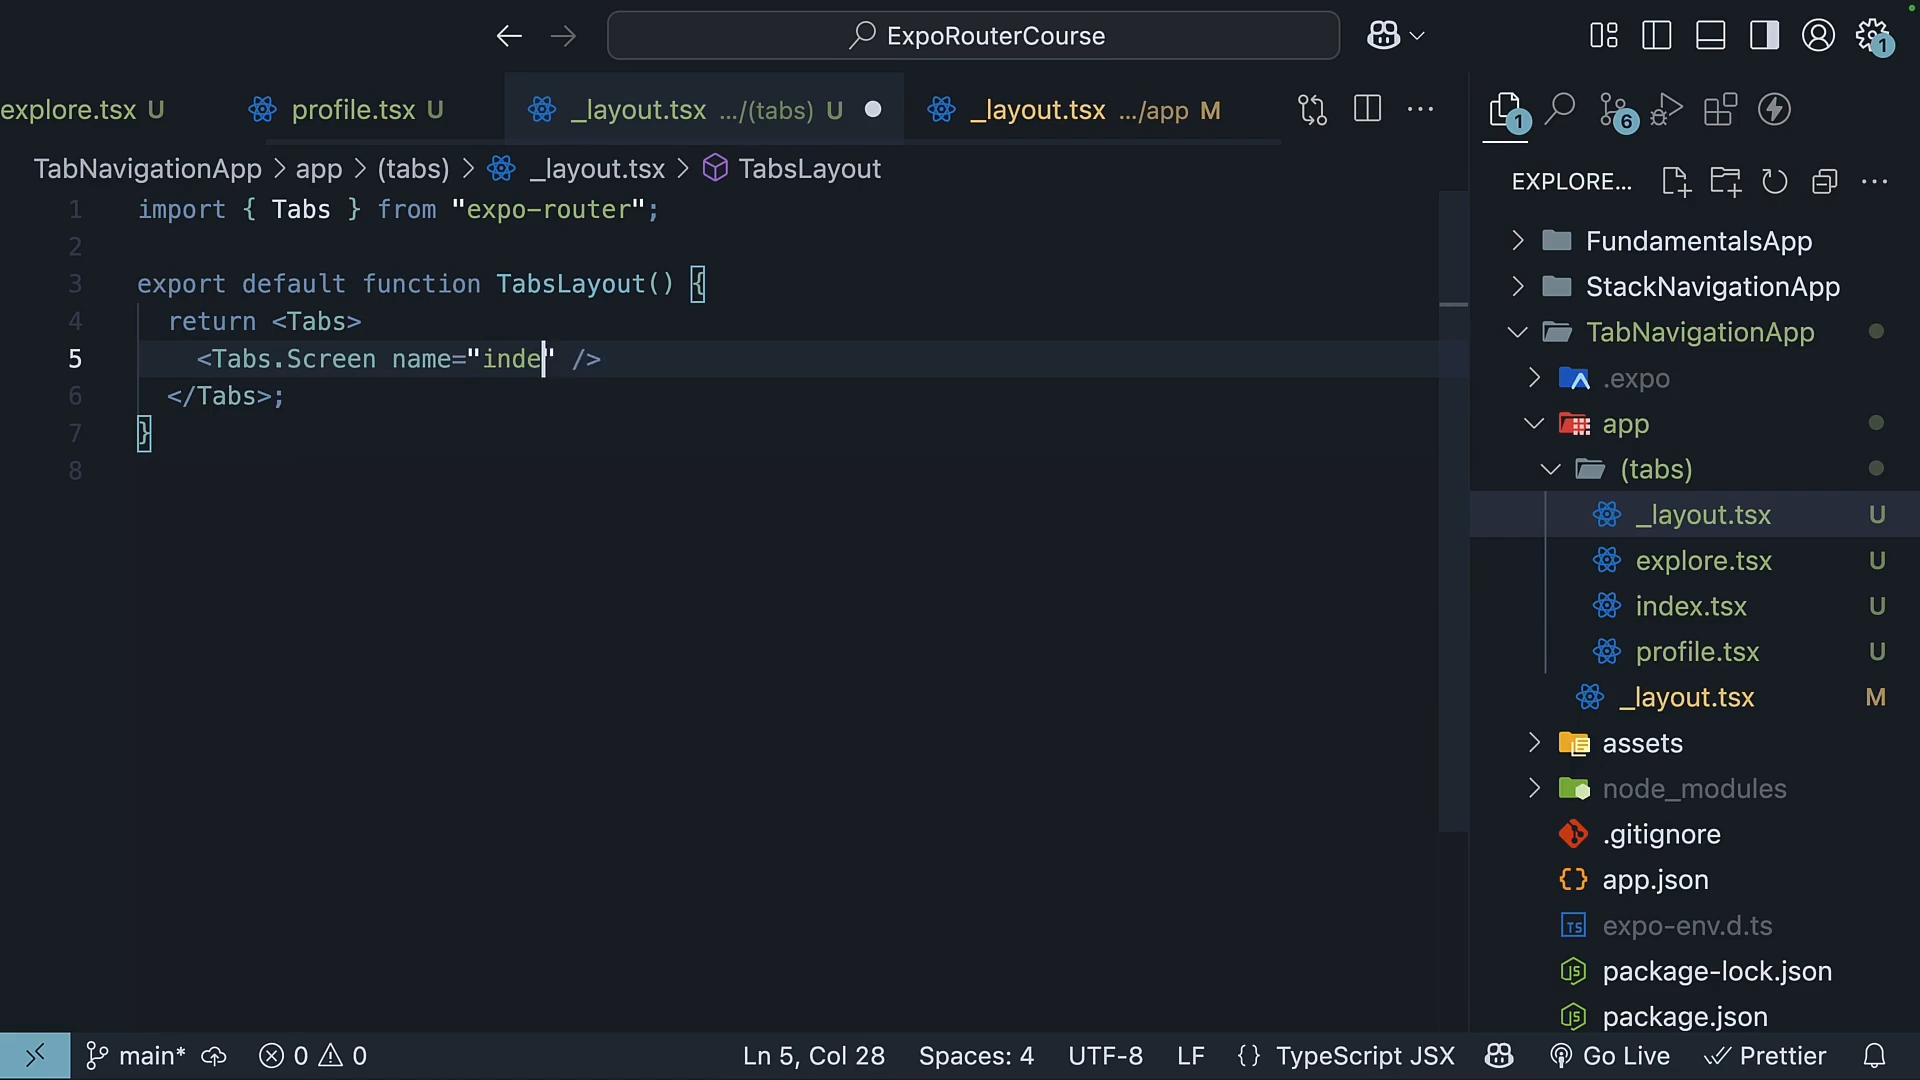 ExpoRouterCourse
1
explore.tsx U
profile.tsx U
_layout.tsx .../(tabs) U
_layout.tsx .../app M
1
6
TabNavigationApp > app > (tabs) > _layout.tsx > TabsLayout
EXPLORE...
1 import { Tabs } from "expo-router";
2
3 export default function TabsLayout() {
4 return <Tabs>
5 <Tabs.Screen name="inde" />
6 </Tabs>;
7 }
8
FundamentalsApp
StackNavigationApp
TabNavigationApp
.expo
app
(tabs)
_layout.tsx U
explore.tsx U
index.tsx U
profile.tsx U
_layout.tsx M
assets
node_modules
.gitignore
app.json
TS expo-env.d.ts
package-lock.json
package.json
main* 0 0 Ln 5, Col 28 Spaces: 4 UTF-8 LF {} TypeScript JSX Go Live Prettier